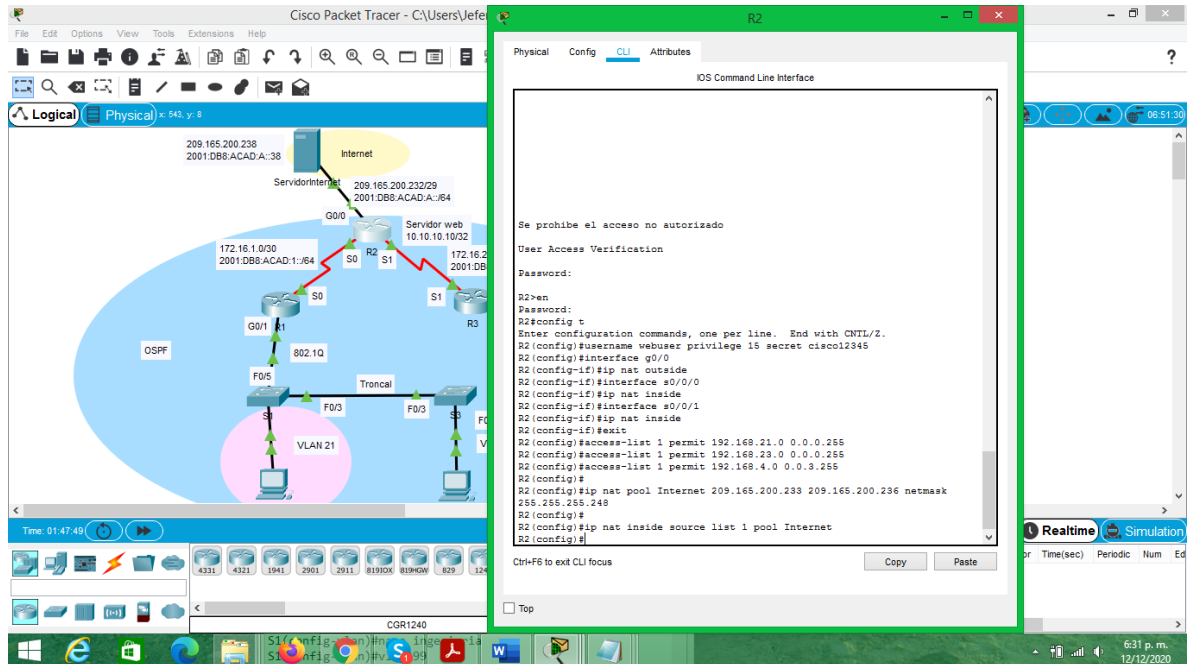 Cisco Packet Tracer - C:\Users\Jefer
File Edit Options View Tools Extensions Help
Logical
Physical
x: 543, y: 8
06:51:30
209.165.200.238
2001:DB8:ACAD:A::38
Internet
ServidorInternet
209.165.200.232/29
2001:DB8:ACAD:A::/64
G0/0
Servidor web
10.10.10.10/32
R2
172.16.1.0/30
2001:DB8:ACAD:1::/64
S0
S1
172.16.2
2001:DB
S0
S1
G0/1
R1
R3
OSPF
802.1Q
F0/5
Troncal
F0/3
F0/3
S1
S3
F0
VLAN 21
V
Time: 01:47:49
Realtime
Simulation
4331 4321 1941 2901 2911 819IOX 819HGW 829 124
CGR1240
Time(sec) Periodic Num Ed
R2
Physical Config CLI Attributes
IOS Command Line Interface
Se prohibe el acceso no autorizado
User Access Verification
Password:
R2>en
Password:
R2#config t
Enter configuration commands, one per line. End with CNTL/Z.
R2(config)#username webuser privilege 15 secret cisco12345
R2(config)#interface g0/0
R2(config-if)#ip nat outside
R2(config-if)#interface s0/0/0
R2(config-if)#ip nat inside
R2(config-if)#interface s0/0/1
R2(config-if)#ip nat inside
R2(config-if)#exit
R2(config)#access-list 1 permit 192.168.21.0 0.0.0.255
R2(config)#access-list 1 permit 192.168.23.0 0.0.0.255
R2(config)#access-list 1 permit 192.168.4.0 0.0.3.255
R2(config)#
R2(config)#ip nat pool Internet 209.165.200.233 209.165.200.236 netmask
255.255.255.248
R2(config)#
R2(config)#ip nat inside source list 1 pool Internet
R2(config)#
Ctrl+F6 to exit CLI focus
Copy
Paste
Top
6:31 p. m.
12/12/2020